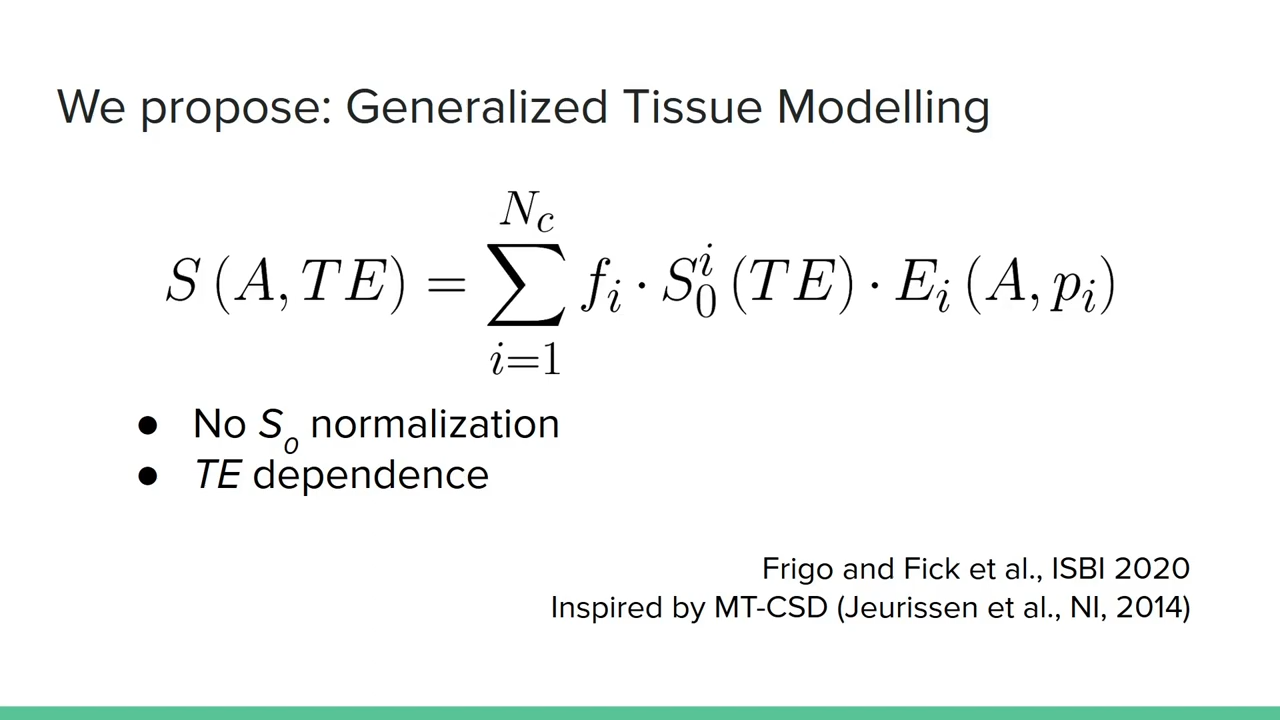 We propose: Generalized Tissue Modelling
$S(A, TE) = \sum_{i=1}^{N_c} f_i \cdot S_0^i(TE) \cdot E_i(A, p_i)$
● No S₀ normalization
● TE dependence
Frigo and Fick et al., ISBI 2020
Inspired by MT-CSD (Jeurissen et al., NI, 2014)